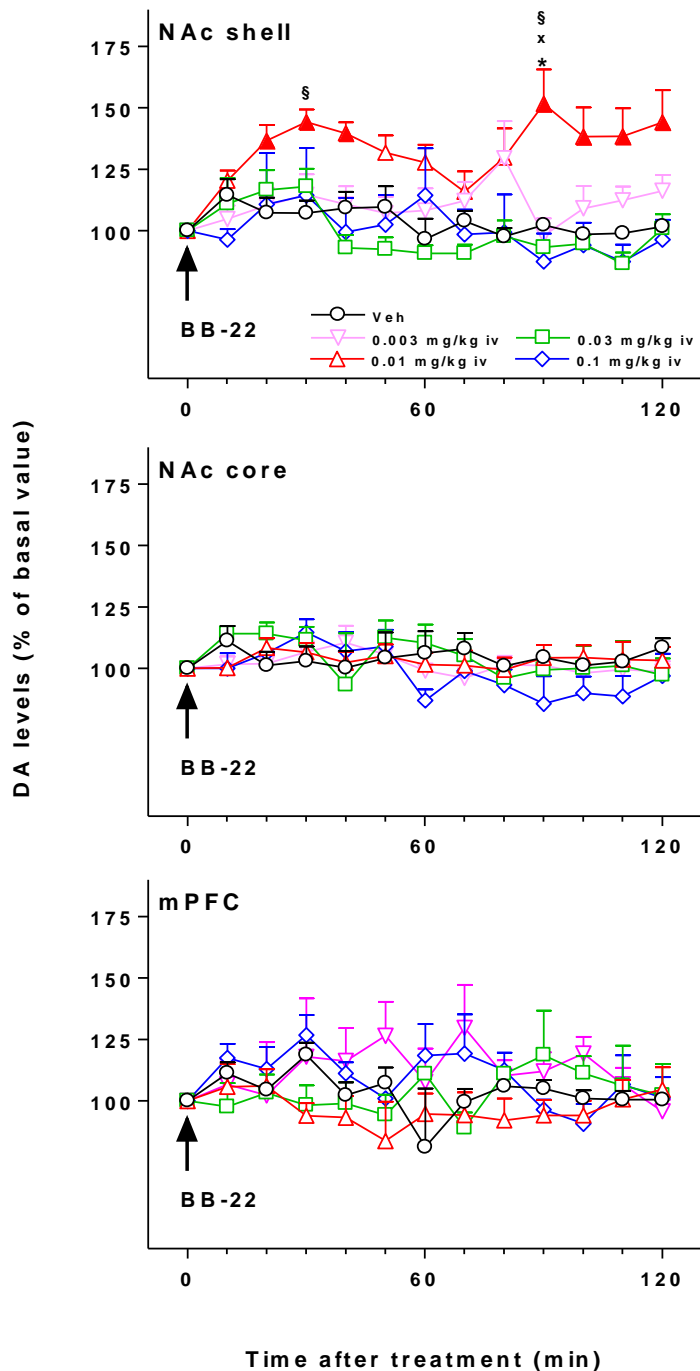 NAc shell
§
x
*
§
175
150
125
100
BB-22
Veh
0.003 mg/kg iv
0.03 mg/kg iv
0.01 mg/kg iv
0.1 mg/kg iv
0 60 120
NAc core
175
150
125
100
BB-22
0 60 120
DA levels (% of basal value)
mPFC
175
150
125
100
BB-22
0 60 120
Time after treatment (min)